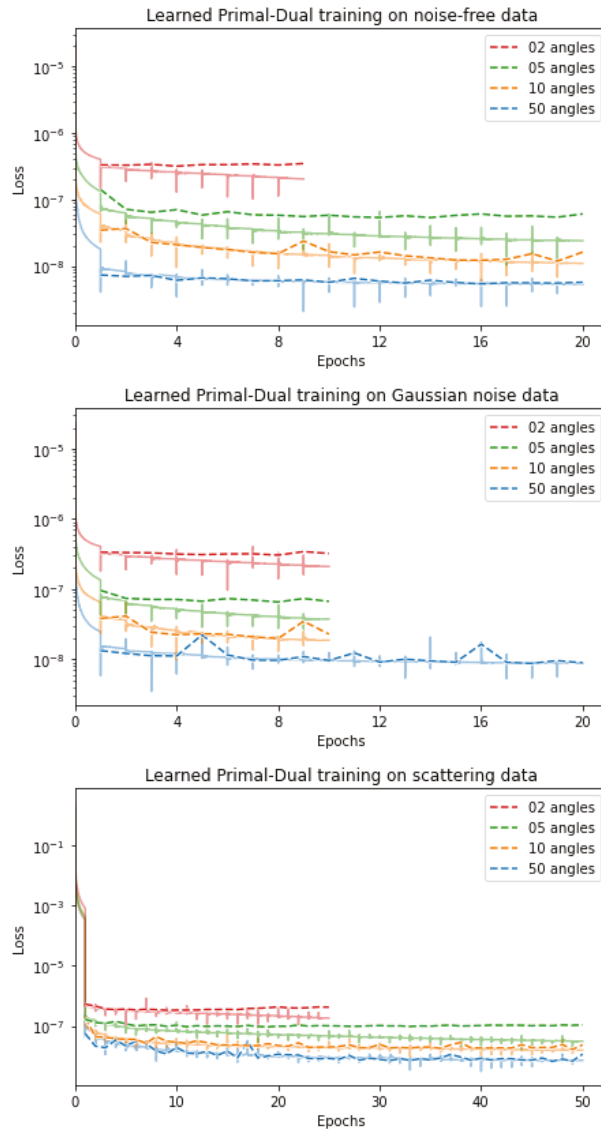 Learned Primal-Dual training on noise-free data
02 angles
05 angles
10 angles
50 angles
10⁻⁵
10⁻⁶
10⁻⁷
10⁻⁸
Loss
0 4 8 12 16 20
Epochs
Learned Primal-Dual training on Gaussian noise data
02 angles
05 angles
10 angles
50 angles
10⁻⁵
10⁻⁶
10⁻⁷
10⁻⁸
Loss
0 4 8 12 16 20
Epochs
Learned Primal-Dual training on scattering data
02 angles
05 angles
10 angles
50 angles
10⁻¹
10⁻³
10⁻⁵
10⁻⁷
Loss
0 10 20 30 40 50
Epochs